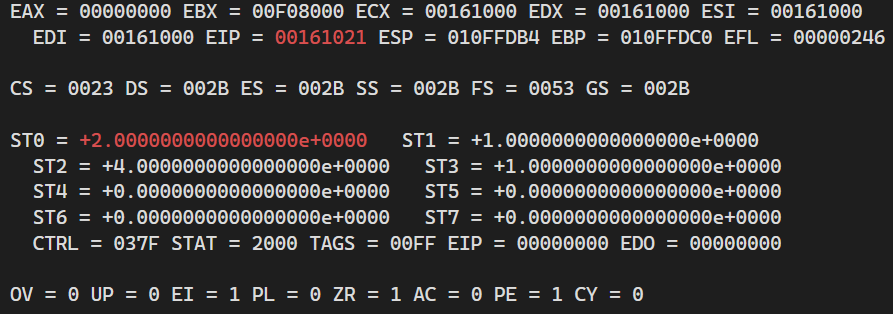 EAX = 00000000 EBX = 00F08000 ECX = 00161000 EDX = 00161000 ESI = 00161000
EDI = 00161000 EIP = 00161021 ESP = 010FFDB4 EBP = 010FFDC0 EFL = 00000246
CS = 0023 DS = 002B ES = 002B SS = 002B FS = 0053 GS = 002B
ST0 = +2.0000000000000000e+0000 ST1 = +1.0000000000000000e+0000
ST2 = +4.0000000000000000e+0000 ST3 = +1.0000000000000000e+0000
ST4 = +0.0000000000000000e+0000 ST5 = +0.0000000000000000e+0000
ST6 = +0.0000000000000000e+0000 ST7 = +0.0000000000000000e+0000
CTRL = 037F STAT = 2000 TAGS = 00FF EIP = 00000000 EDO = 00000000
OV = 0 UP = 0 EI = 1 PL = 0 ZR = 1 AC = 0 PE = 1 CY = 0